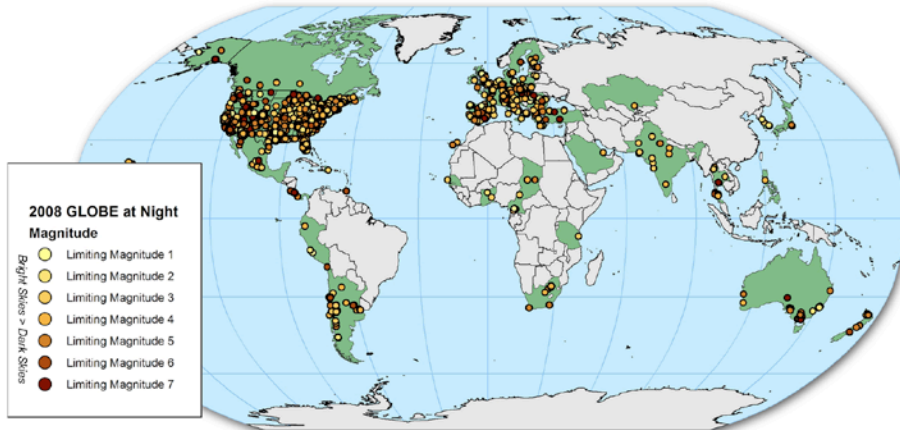 2008 GLOBE at Night
Magnitude
Bright Skies > Dark Skies
Limiting Magnitude 1
Limiting Magnitude 2
Limiting Magnitude 3
Limiting Magnitude 4
Limiting Magnitude 5
Limiting Magnitude 6
Limiting Magnitude 7